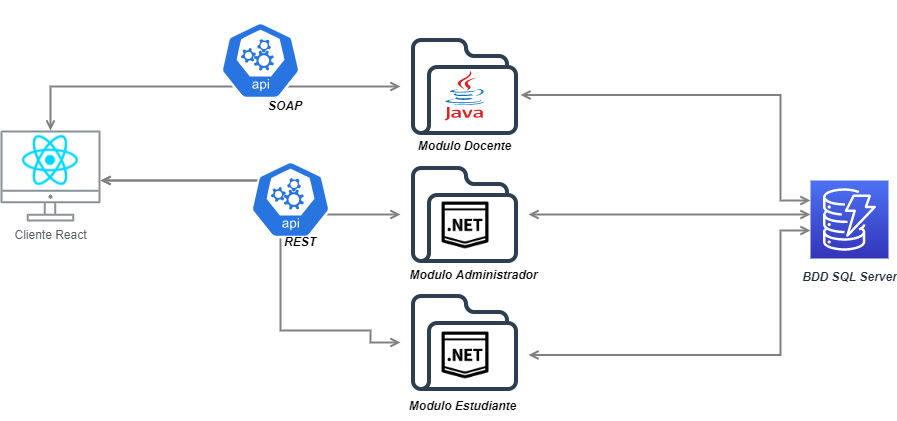 api
SOAP
Java
Modulo Docente
Cliente React
api
REST
.NET
Modulo Administrador
BDD SQL Server
.NET
Modulo Estudiante